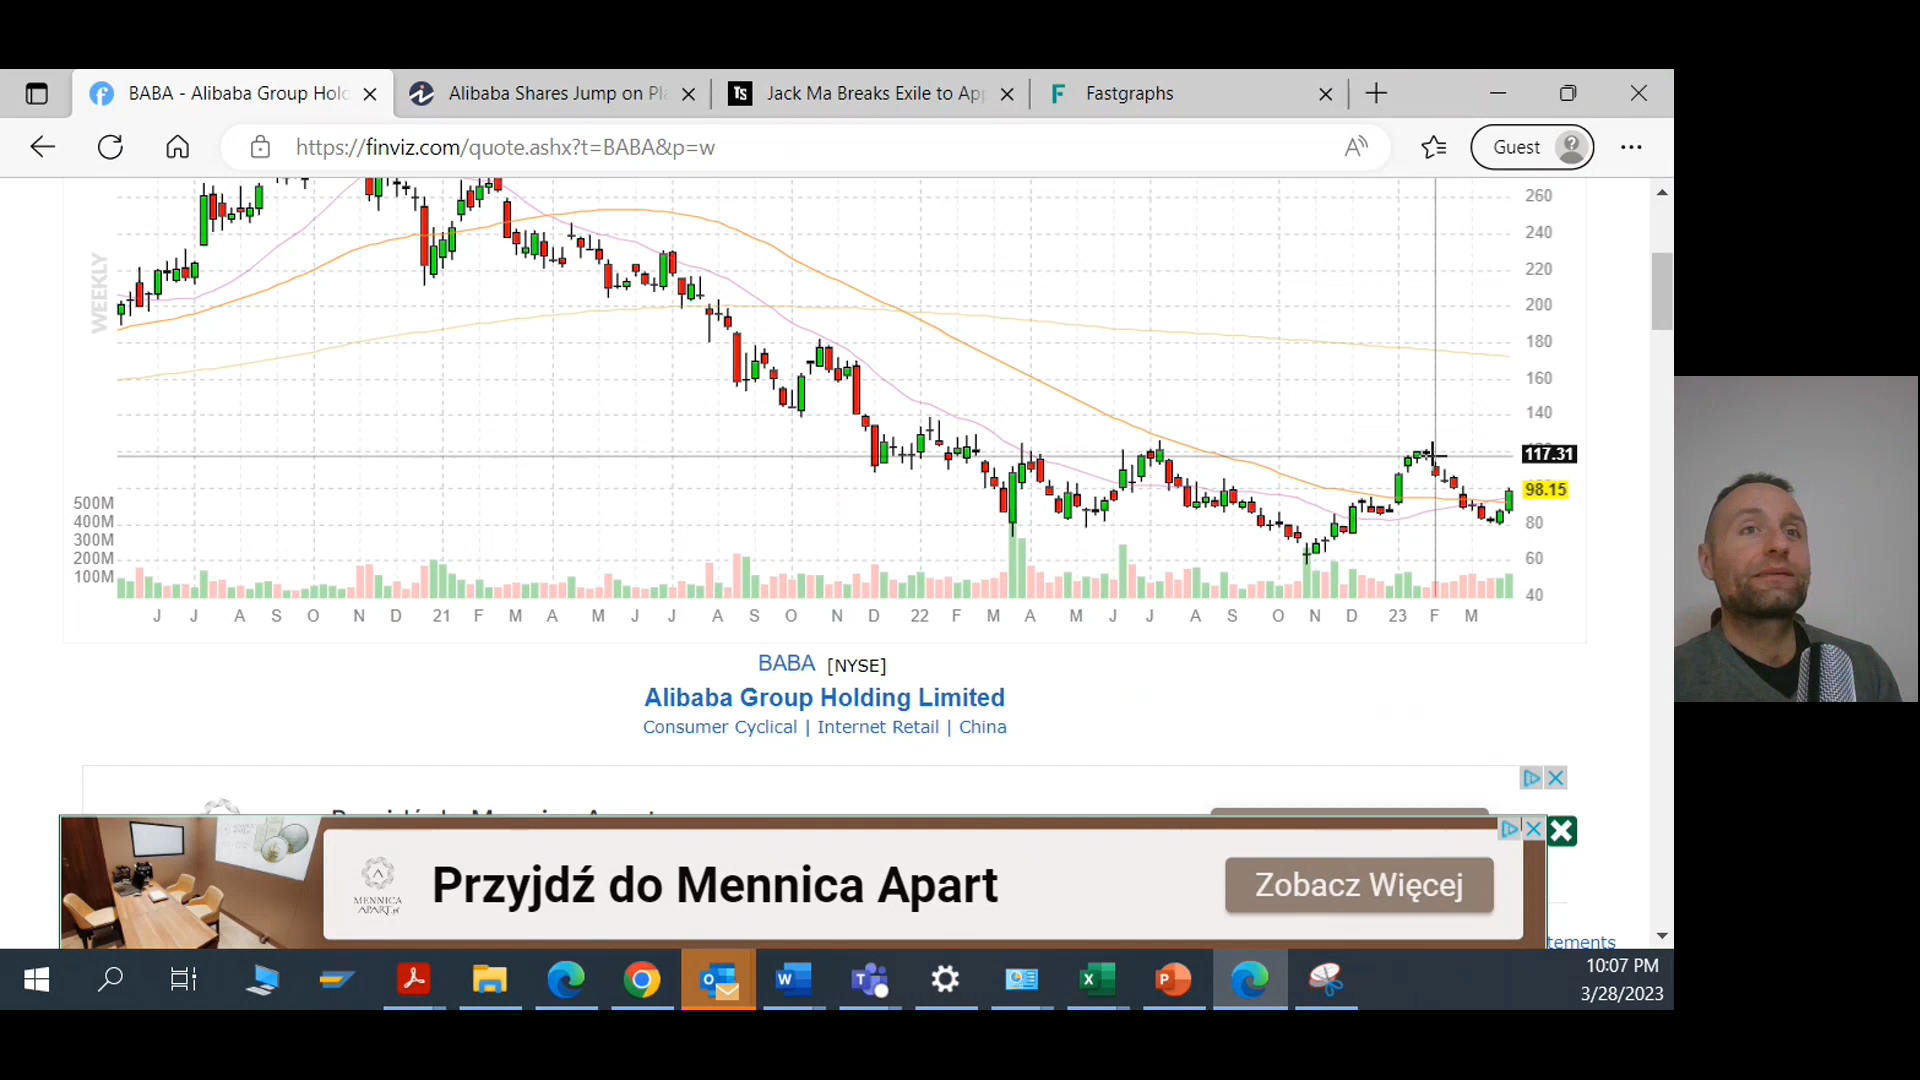 BABA - Alibaba Group Hol
Alibaba Shares Jump on Pl
Ts
Jack Ma Breaks Exile to Ap
F
Fastgraphs
https://finviz.com/quote.ashx?t=BABA&p=w
Guest
WEEKLY
260
240
220
200
180
160
140
117.31
98.15
80
60
40
500M
400M
300M
200M
100M
J J A S O N D 21 F M A M J J A S O N D 22 F M A M J J A S O N D 23 F M
BABA [NYSE]
Alibaba Group Holding Limited
Consumer Cyclical | Internet Retail | China
MENNICA
APART.pl
Przyjdź do Mennica Apart
Zobacz Więcej
tements
10:07 PM
3/28/2023